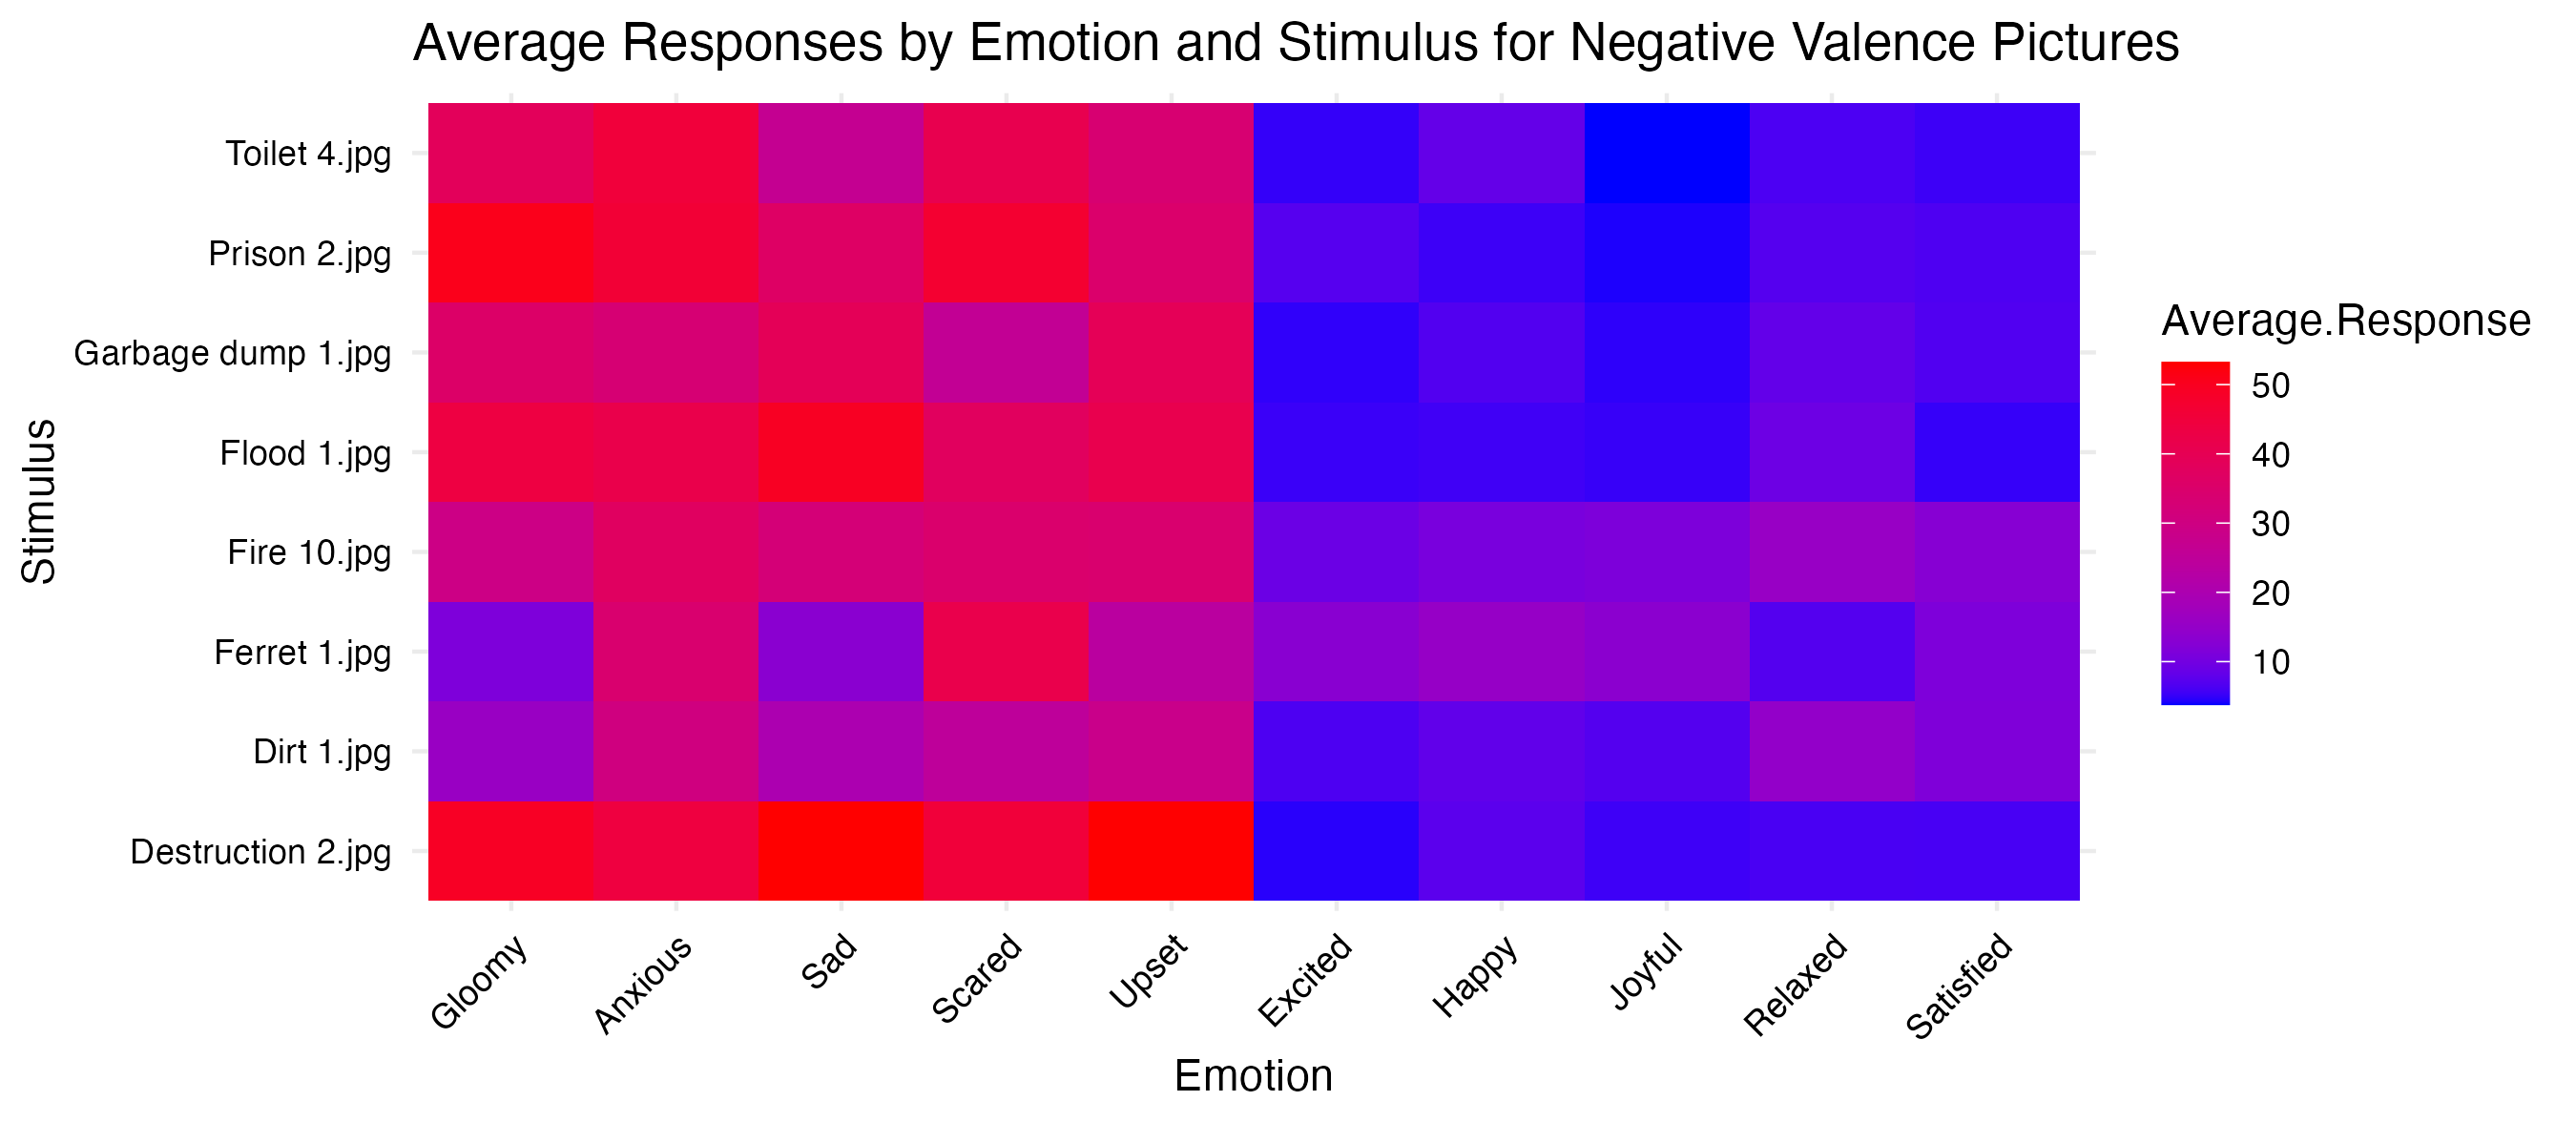 Average Responses by Emotion and Stimulus for Negative Valence Pictures
Stimulus
Toilet 4.jpg
Prison 2.jpg
Garbage dump 1.jpg
Flood 1.jpg
Fire 10.jpg
Ferret 1.jpg
Dirt 1.jpg
Destruction 2.jpg
Gloomy
Anxious
Sad
Scared
Upset
Excited
Happy
Joyful
Relaxed
Satisfied
Emotion
Average.Response
50
40
30
20
10